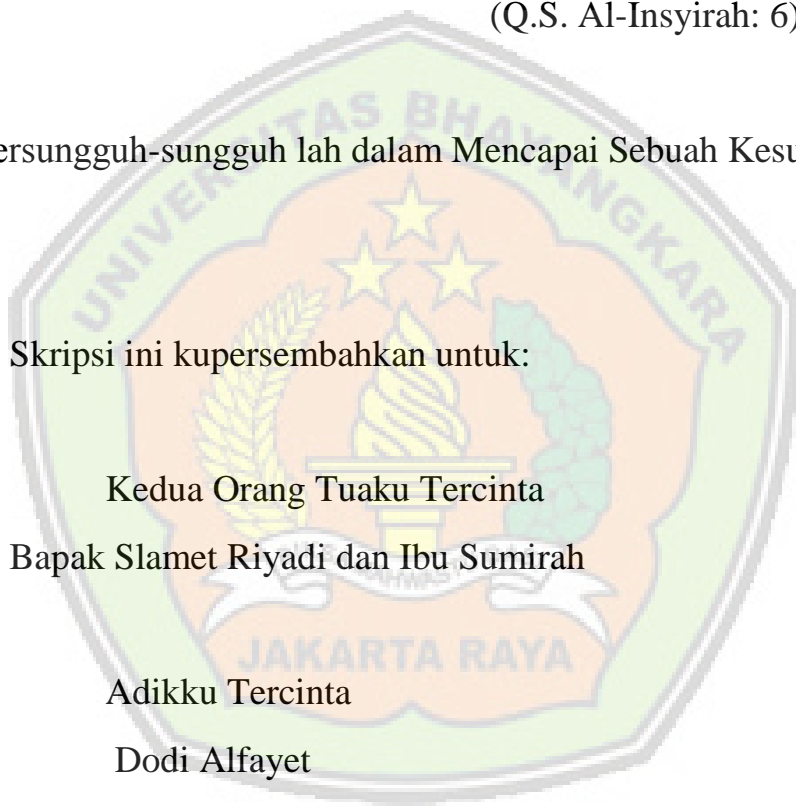 (Q.S. Al-Insyirah: 6)
ersungguh-sungguh lah dalam Mencapai Sebuah Kesu
UNIVERSITAS BHAYANGKARA
Skripsi ini kupersembahkan untuk:
Kedua Orang Tuaku Tercinta
Bapak Slamet Riyadi dan Ibu Sumirah
JAKARTA RAYA
Adikku Tercinta
Dodi Alfayet